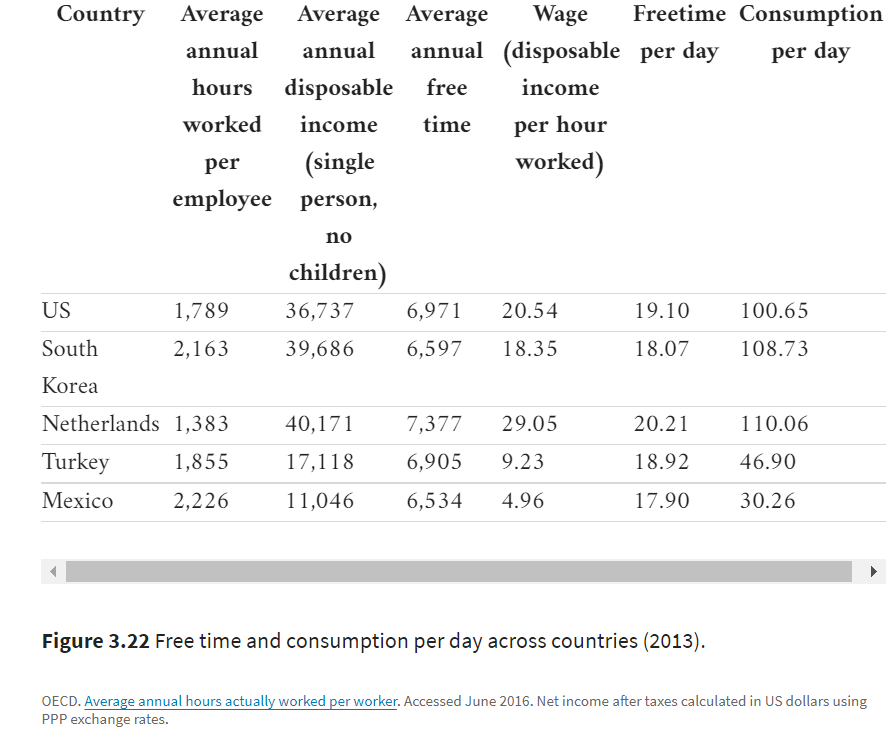 Country Average Average Average Wage Freetime Consumption
annual annual annual (disposable per day per day
hours disposable free income
worked income time per hour
per (single worked)
employee person,
no
children)
US 1,789 36,737 6,971 20.54 19.10 100.65
South 2,163 39,686 6,597 18.35 18.07 108.73
Korea
Netherlands 1,383 40,171 7,377 29.05 20.21 110.06
Turkey 1,855 17,118 6,905 9.23 18.92 46.90
Mexico 2,226 11,046 6,534 4.96 17.90 30.26
Figure 3.22 Free time and consumption per day across countries (2013).
OECD. Average annual hours actually worked per worker. Accessed June 2016. Net income after taxes calculated in US dollars using
PPP exchange rates.